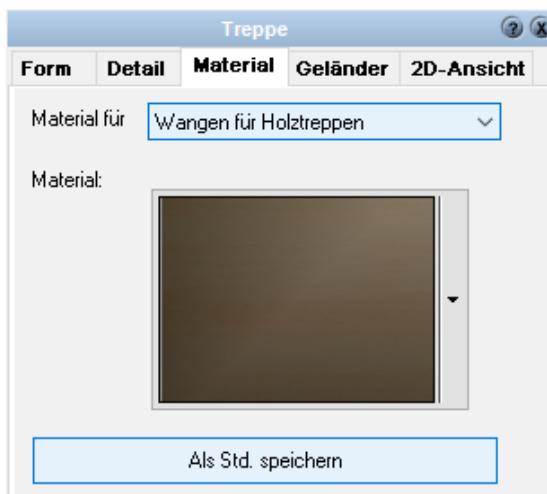 Treppe
Form Detail Material Geländer 2D-Ansicht
Material für Wangen für Holztreppen
Material:
Als Std. speichern